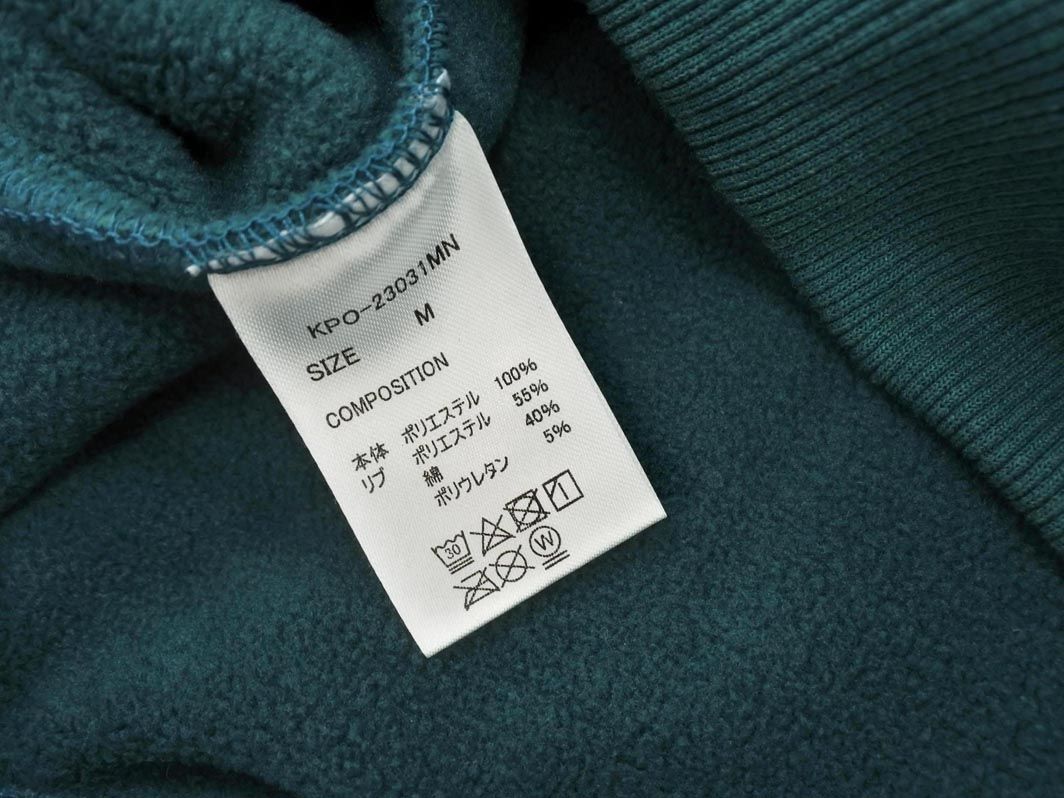 KPO-23031MN
SIZE M
COMPOSITION
本体 ポリエステル 100%
リブ ポリエステル 55%
綿 40%
ポリウレタン 5%
30
W